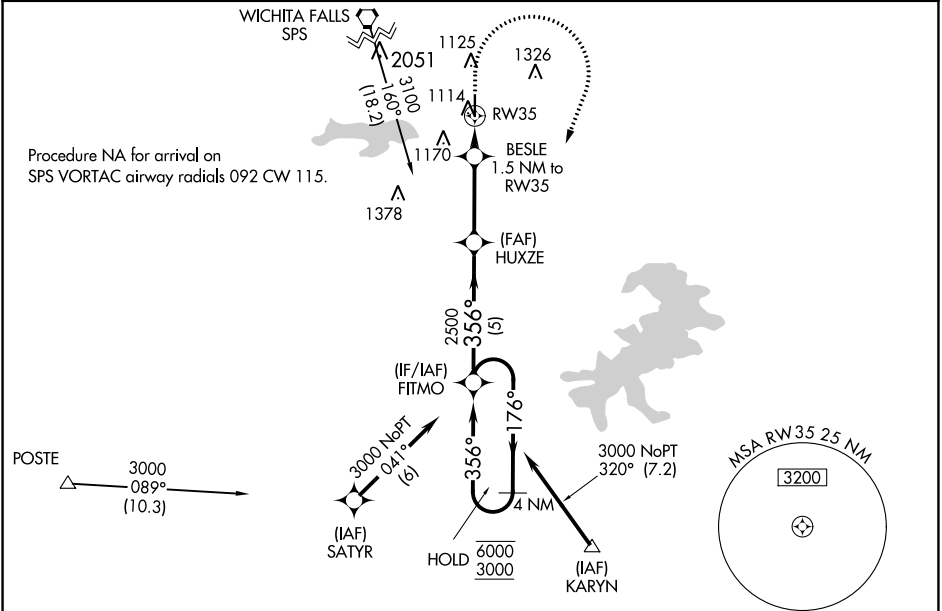 WICHITA FALLS
SPS
2051
3100
160°
(18.2)
1125
1326
1114
RW35
1170
BESLE
1.5 NM to
RW35
Procedure NA for arrival on
SPS VORTAC airway radials 092 CW 115.
1378
(FAF)
HUXZE
2500
356°
(5)
(IF/IAF)
FITMO
176°
356°
3000 NoPT
041°
(6)
POSTE
3000
089°
(10.3)
(IAF)
SATYR
4 NM
HOLD
6000
3000
3000 NoPT
320° (7.2)
(IAF)
KARYN
MSA RW35 25 NM
3200